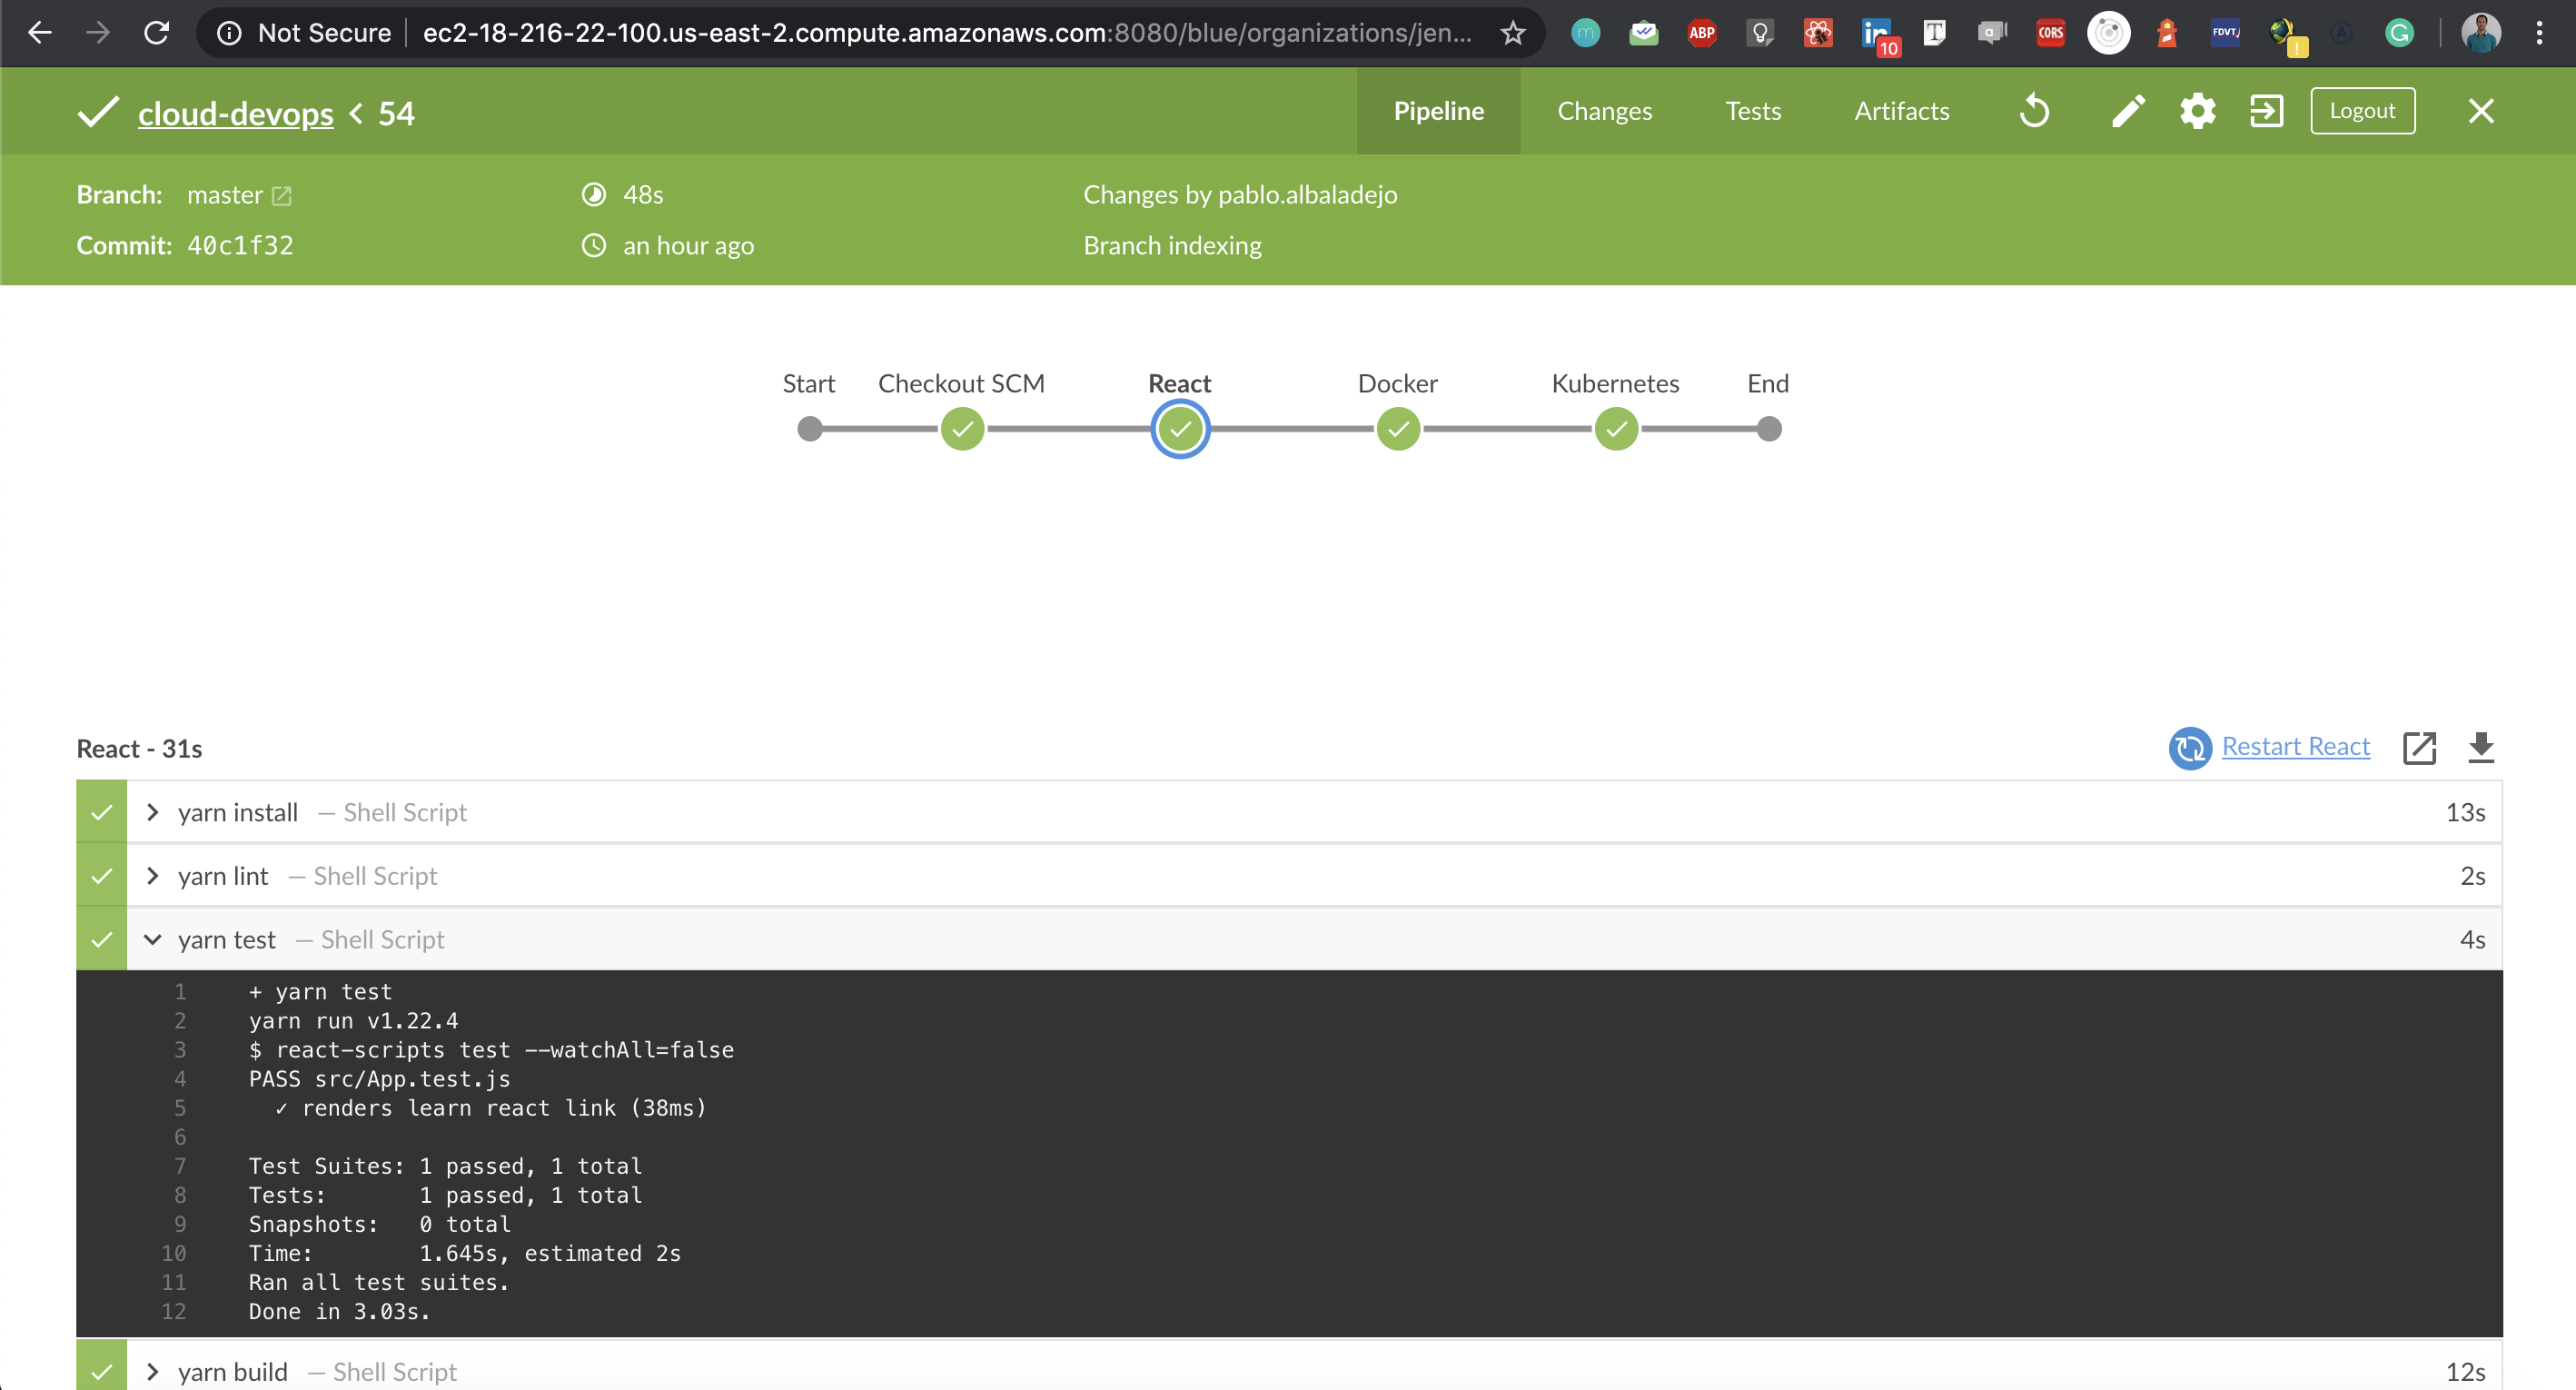 Not Secure ec2-18-216-22-100.us-east-2.compute.amazonaws.com:8080/blue/organizations/jen... m ABP in 10 T a CORS FDVT ! A G
cloud-devops < 54 Pipeline Changes Tests Artifacts Logout
Branch: master 48s Changes by pablo.albaladejo
Commit: 40c1f32 an hour ago Branch indexing
Start Checkout SCM React Docker Kubernetes End
React - 31s Restart React
yarn install — Shell Script 13s
yarn lint — Shell Script 2s
yarn test — Shell Script 4s
1 + yarn test
2 yarn run v1.22.4
3 $ react-scripts test --watchAll=false
4 PASS src/App.test.js
5 ✓ renders learn react link (38ms)
6
7 Test Suites: 1 passed, 1 total
8 Tests: 1 passed, 1 total
9 Snapshots: 0 total
10 Time: 1.645s, estimated 2s
11 Ran all test suites.
12 Done in 3.03s.
yarn build — Shell Script 12s